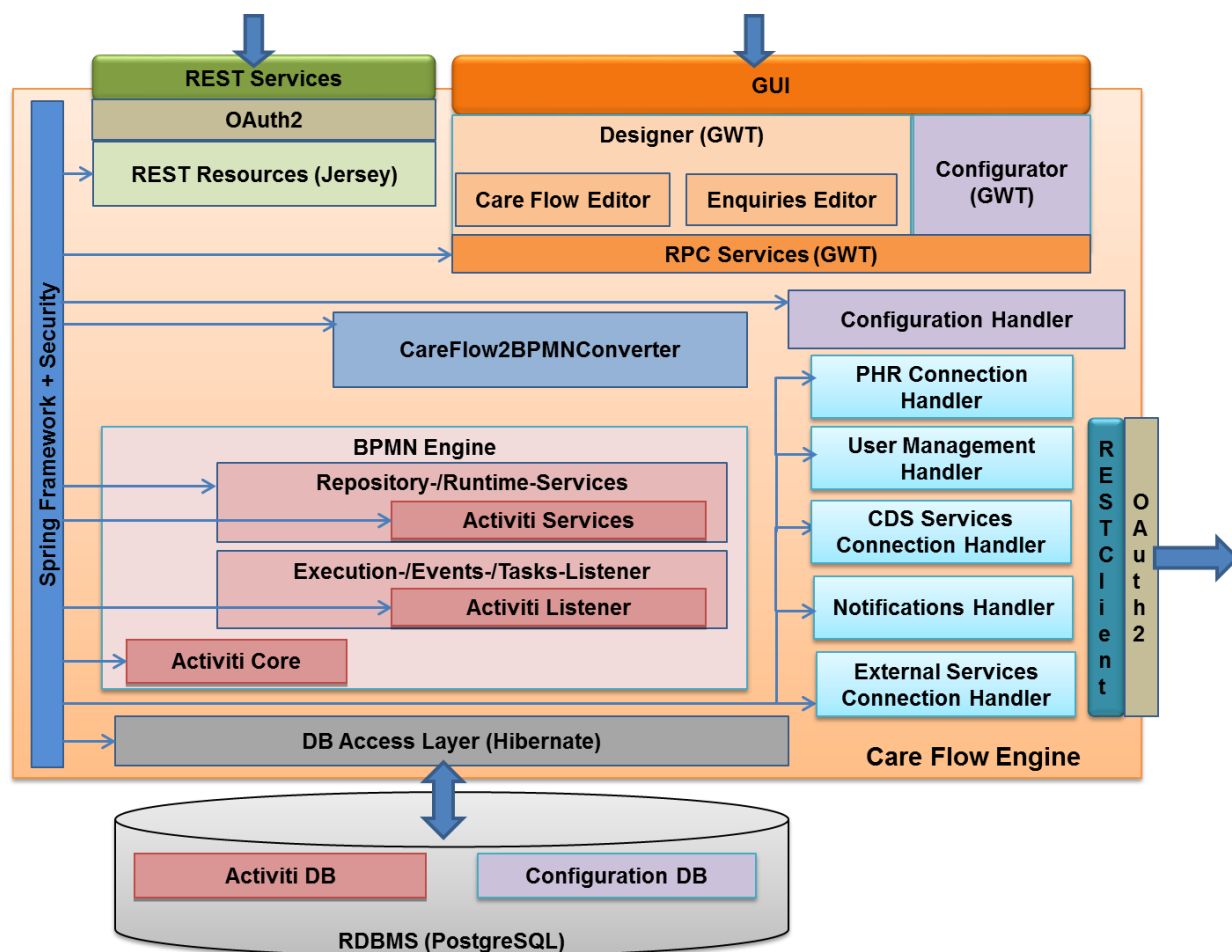 REST Services
GUI
OAuth2
REST Resources (Jersey)
Designer (GWT)
Care Flow Editor
Enquiries Editor
Configurator
(GWT)
RPC Services (GWT)
Spring Framework + Security
Configuration Handler
CareFlow2BPMNConverter
PHR Connection
Handler
BPMN Engine
User Management
Handler
Repository-/Runtime-Services
Activiti Services
CDS Services
Connection Handler
Execution-/Events-/Tasks-Listener
Activiti Listener
Notifications Handler
Activiti Core
External Services
Connection Handler
RESTClient
OAuth2
DB Access Layer (Hibernate)
Care Flow Engine
Activiti DB
Configuration DB
RDBMS (PostgreSQL)